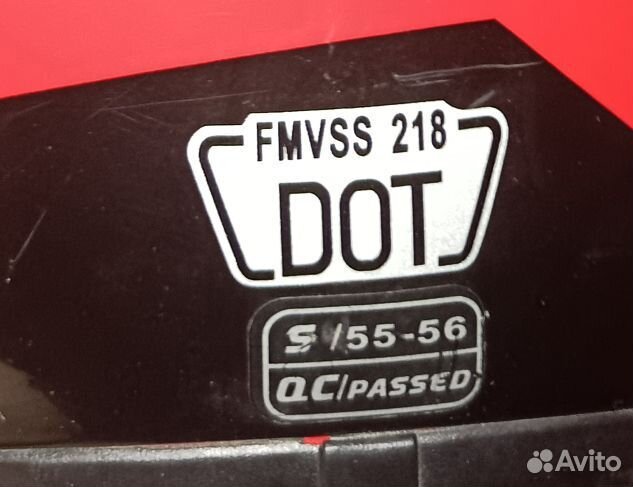 FMVSS 218
DOT
S/55-56
QC/PASSED
Avito